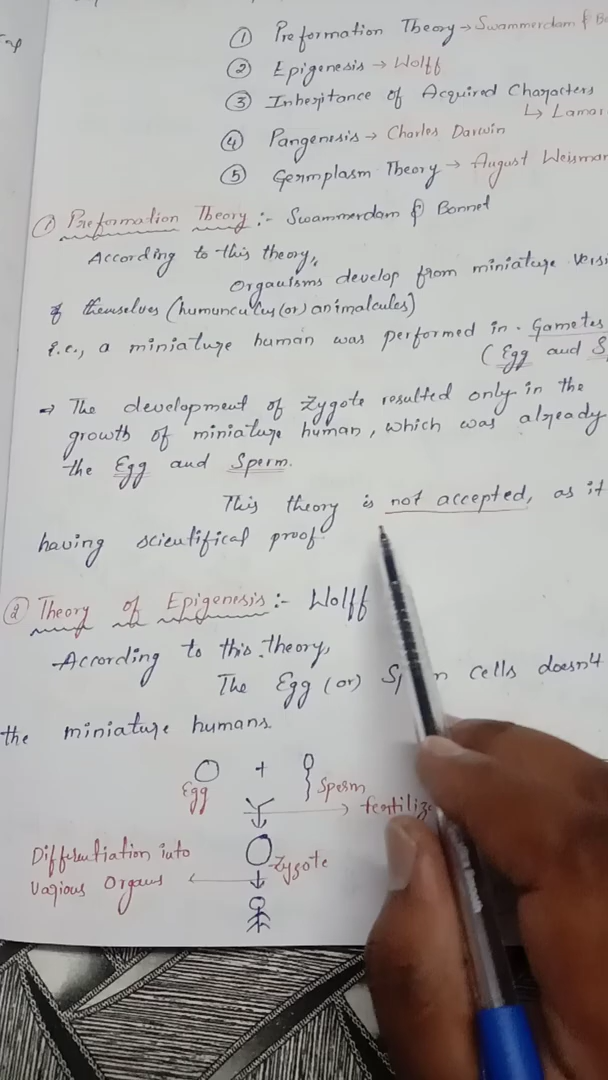 ① Preformation Theory → Swammerdam & Bo
② Epigenesis → Wolff
③ Inheritance of Acquired Characters
↳ Lamar
④ Pangenesis → Charles Darwin
⑤ Germplasm Theory → August Weisman
① Preformation Theory :- Swammerdam & Bonnet
According to this theory,
Organisms develop from miniature versi
of themselves (humunculus (or) animalcules)
i.e., a miniature human was performed in Gametes
(Egg and S
→ The development of Zygote resulted only in the
growth of miniature human, which was already
the Egg and Sperm.
This theory is not accepted, as it
having scientifical proof
② Theory of Epigenesis :- Wolff
According to this theory,
The Egg (or) Sp m cells doesn't
the miniature humans.
Egg + Sperm
→ fertiliz
Differentiation into
various Organs
Zygote